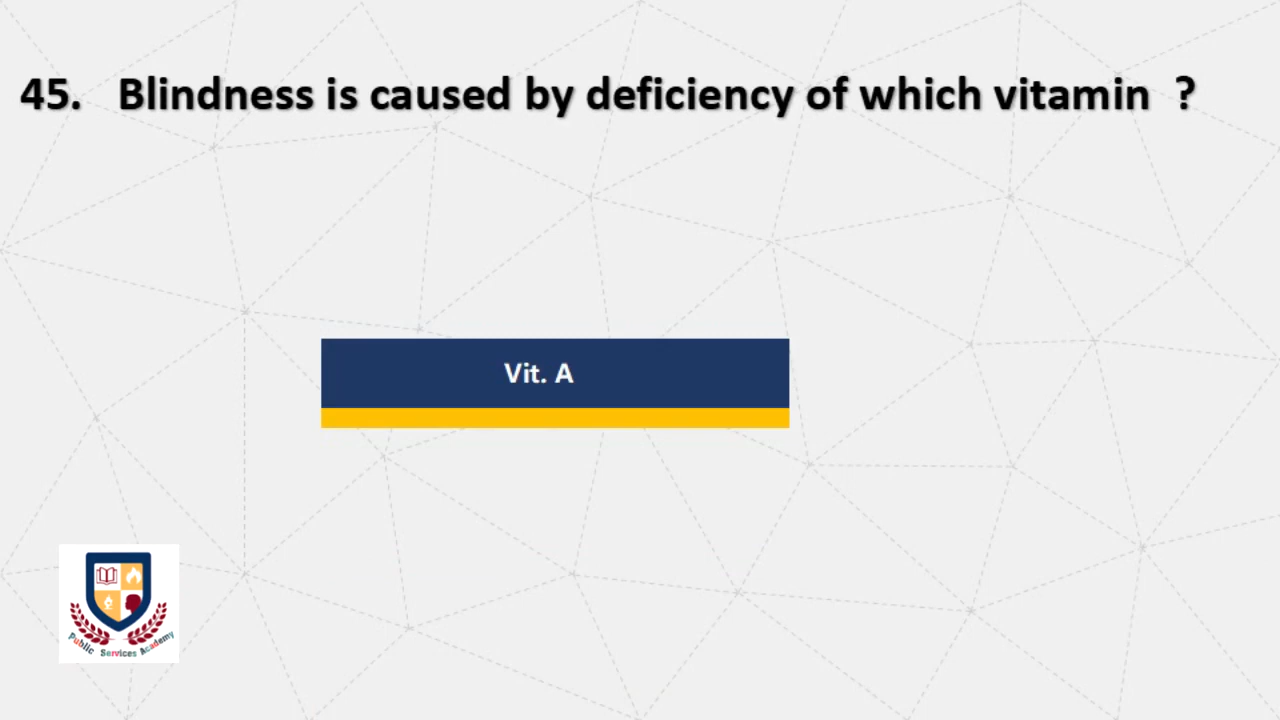 45. Blindness is caused by deficiency of which vitamin ?
Vit. A
Public Services Academy